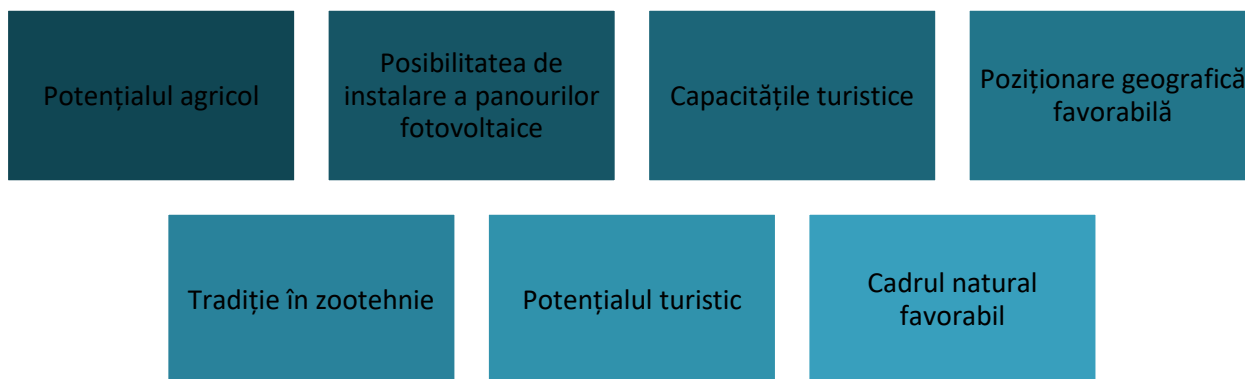 Potențialul agricol
Posibilitatea de
instalare a panourilor
fotovoltaice
Capacitățile turistice
Poziționare geografică
favorabilă
Tradiție în zootehnie
Potențialul turistic
Cadrul natural
favorabil